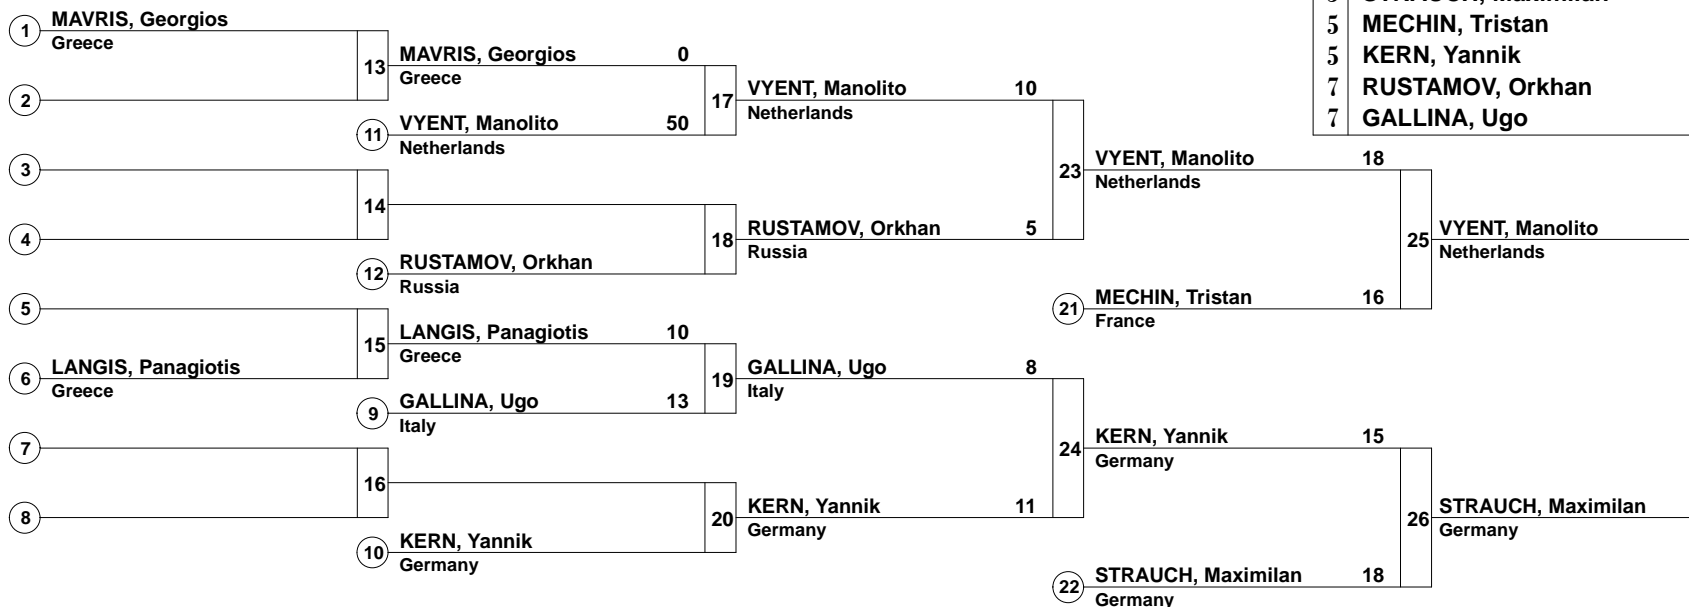 3 STRAUCH, Maximilan
5 MECHIN, Tristan
5 KERN, Yannik
7 RUSTAMOV, Orkhan
7 GALLINA, Ugo
1 MAVRIS, Georgios
Greece
2
3
4
5
6 LANGIS, Panagiotis
Greece
7
8
13 MAVRIS, Georgios 0
Greece
11 VYENT, Manolito 50
Netherlands
14
12 RUSTAMOV, Orkhan
Russia
15 LANGIS, Panagiotis 10
Greece
9 GALLINA, Ugo 13
Italy
16
10 KERN, Yannik
Germany
17 VYENT, Manolito 10
Netherlands
18 RUSTAMOV, Orkhan 5
Russia
19 GALLINA, Ugo 8
Italy
20 KERN, Yannik 11
Germany
23 VYENT, Manolito 18
Netherlands
21 MECHIN, Tristan 16
France
24 KERN, Yannik 15
Germany
22 STRAUCH, Maximilan 18
Germany
25 VYENT, Manolito
Netherlands
26 STRAUCH, Maximilan
Germany